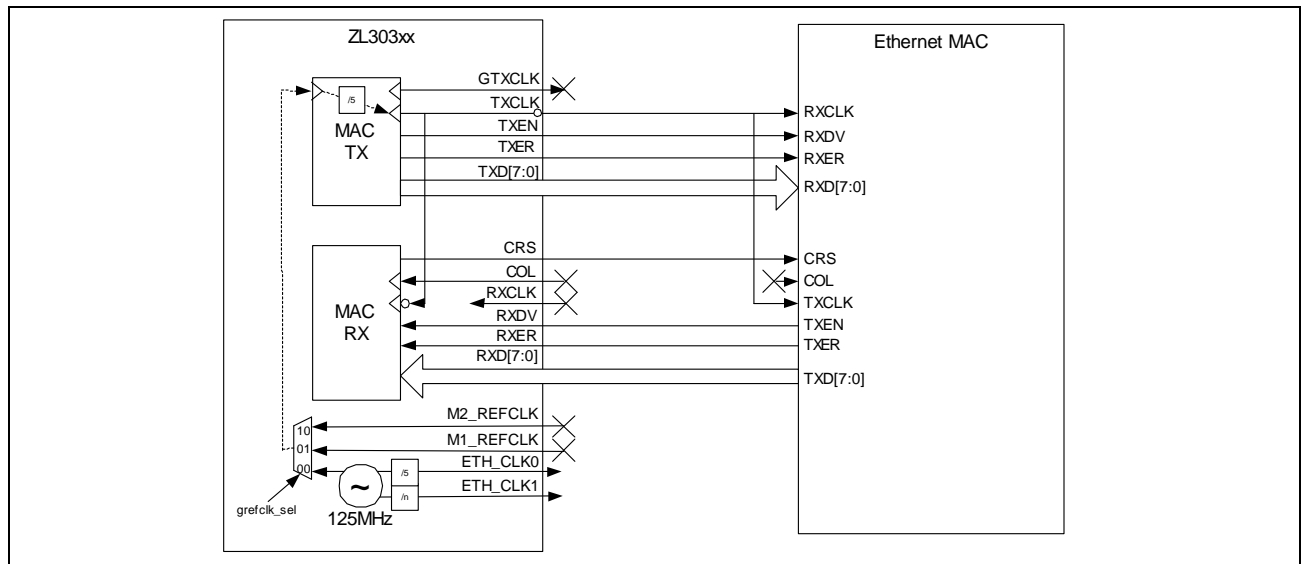 ZL303xx
Ethernet MAC
GTXCLK
/5
TXCLK
RXCLK
MAC
TX
TXEN
RXDV
TXER
RXER
TXD[7:0]
RXD[7:0]
CRS
CRS
COL
COL
RXCLK
TXCLK
MAC
RX
RXDV
TXEN
RXER
TXER
RXD[7:0]
TXD[7:0]
M2_REFCLK
10
M1_REFCLK
01
ETH_CLK0
00
/5
ETH_CLK1
~
/n
grefclk_sel
125MHz